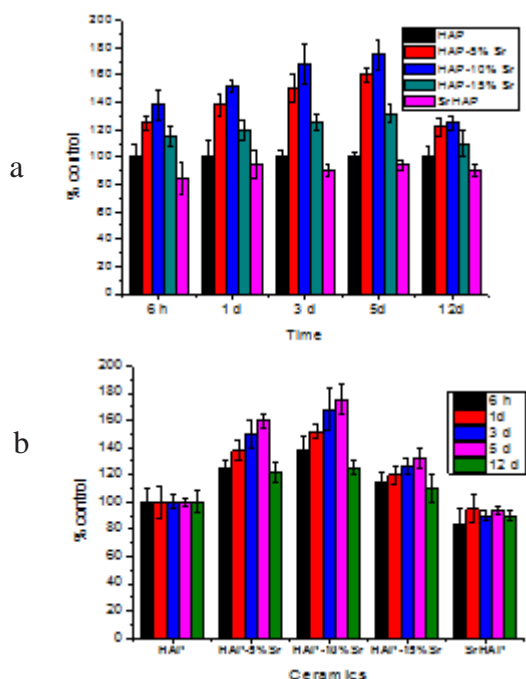 a
200
180
160
140
120
100
80
60
40
20
0
% control
HAP
HAP-5% Sr
HAP-10% Sr
HAP-15% Sr
SrHAP
6 h 1 d 3 d 5d 12d
Time
b
200
180
160
140
120
100
80
60
40
20
0
% control
6 h
1d
3 d
5 d
12 d
HAP HAP-5%Sr HAP-10%Sr HAP-15%Sr SrHAP
Ceramics